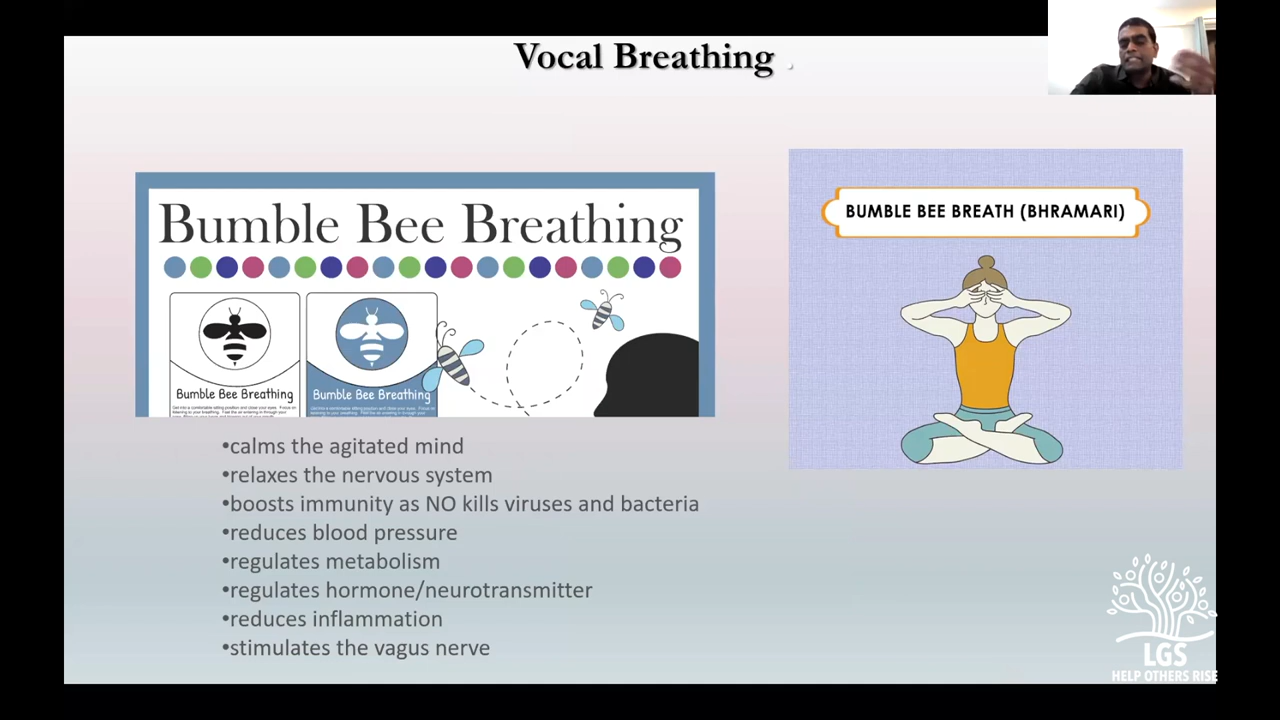 Vocal Breathing
Bumble Bee Breathing
Bumble Bee Breathing
Bumble Bee Breathing
BUMBLE BEE BREATH (BHRAMARI)
•calms the agitated mind
•relaxes the nervous system
•boosts immunity as NO kills viruses and bacteria
•reduces blood pressure
•regulates metabolism
•regulates hormone/neurotransmitter
•reduces inflammation
•stimulates the vagus nerve
LGS
HELP OTHERS RISE